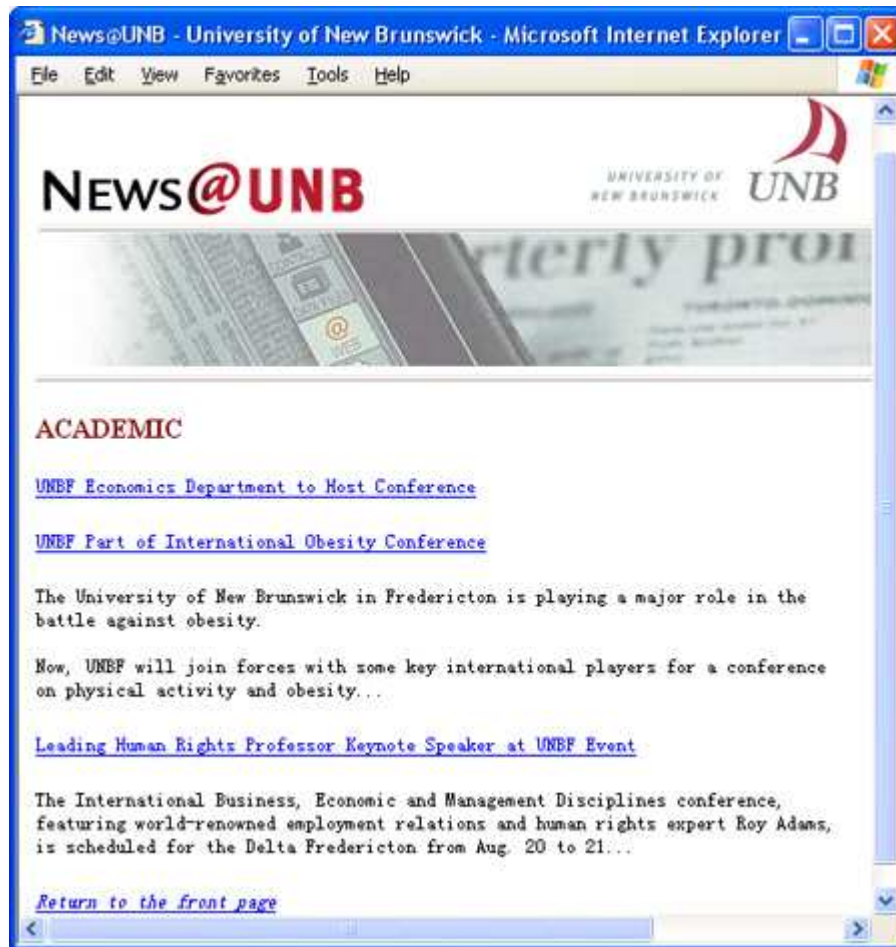 News@UNB - University of New Brunswick - Microsoft Internet Explorer
File Edit View Favorites Tools Help
NEWS@UNB
UNIVERSITY OF
NEW BRUNSWICK
UNB
rterly prof
@
WEB
ACADEMIC
UNBF Economics Department to Host Conference
UNBF Part of International Obesity Conference
The University of New Brunswick in Fredericton is playing a major role in the
battle against obesity.
Now, UNBF will join forces with some key international players for a conference
on physical activity and obesity...
Leading Human Rights Professor Keynote Speaker at UNBF Event
The International Business, Economic and Management Disciplines conference,
featuring world-renowned employment relations and human rights expert Roy Adams,
is scheduled for the Delta Fredericton from Aug. 20 to 21...
Return to the front page